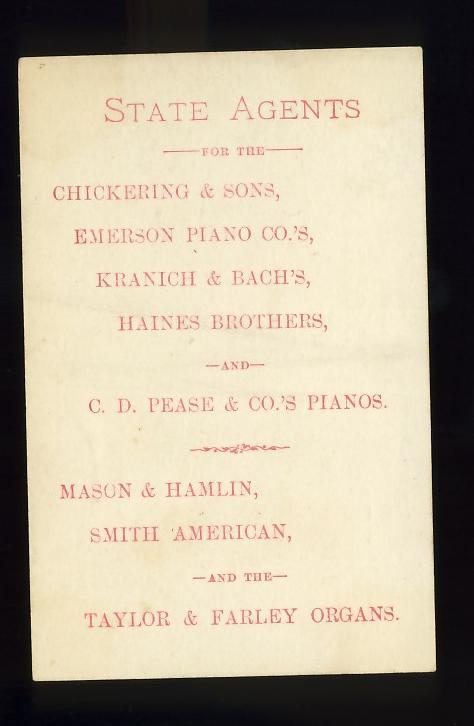 STATE AGENTS
—FOR THE—
CHICKERING & SONS,
EMERSON PIANO CO.'S,
KRANICH & BACH'S,
HAINES BROTHERS,
—AND—
C. D. PEASE & CO.'S PIANOS.
MASON & HAMLIN,
SMITH AMERICAN,
—AND THE—
TAYLOR & FARLEY ORGANS.